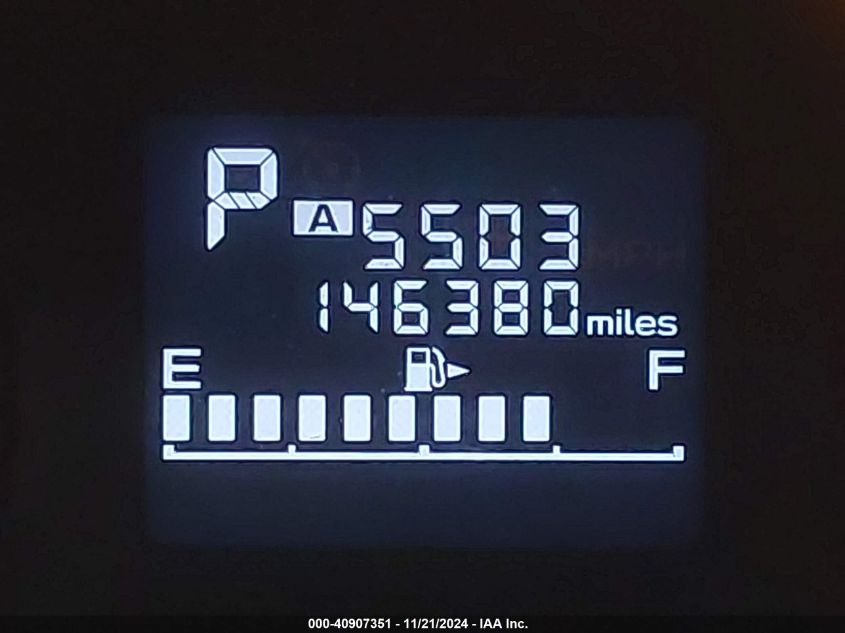 P
A 5503
146380 miles
E F
000-40907351 - 11/21/2024 - IAA Inc.